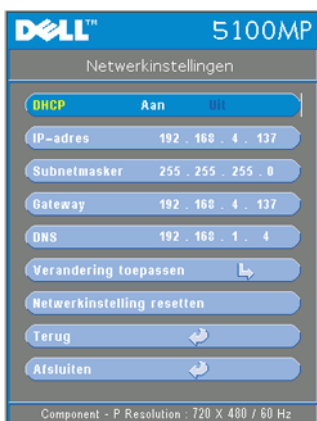 DELL™ 5100MP
Netwerkinstellingen
DHCP Aan Uit
IP-adres 192 . 168 . 4 . 137
Subnetmasker 255 . 255 . 255 . 0
Gateway 192 . 168 . 4 . 137
DNS 192 . 168 . 1 . 4
Verandering toepassen
Netwerkinstelling resetten
Terug
Afsluiten
Component - P Resolution : 720 X 480 / 60 Hz